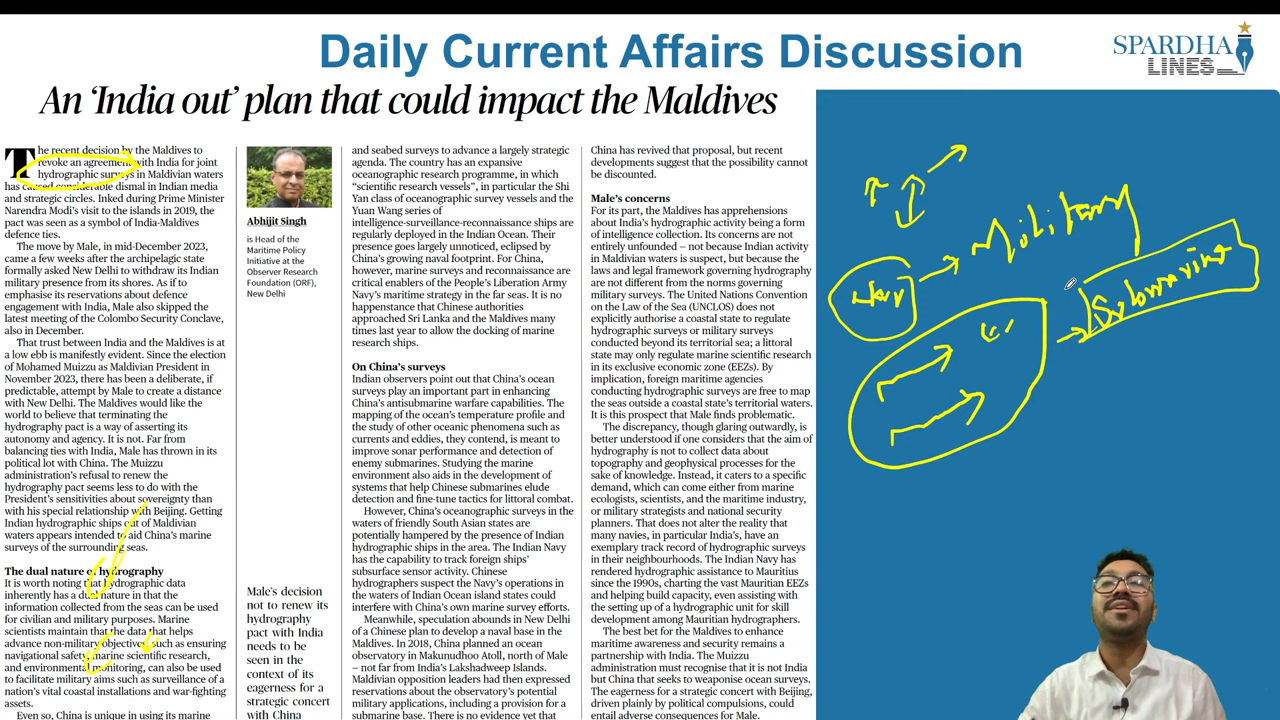 Daily Current Affairs Discussion
SPARDHA
LINES
An ‘India out’ plan that could impact the Maldives
The recent decision by the Maldives to
revoke an agreement with India for joint
hydrographic surveys in Maldivian waters
has caused considerable dismal in Indian media
and strategic circles. Inked during Prime Minister
Narendra Modi’s visit to the islands in 2019, the
pact was seen as a symbol of India-Maldives
defence ties.
The move by Male, in mid-December 2023,
came a few weeks after the archipelagic state
formally asked New Delhi to withdraw its Indian
military presence from its shores. As if to
emphasise its reservations about defence
engagement with India, Male also skipped the
latest meeting of the Colombo Security Conclave,
also in December.
That trust between India and the Maldives is at
a low ebb is manifestly evident. Since the election
of Mohamed Muizzu as Maldivian President in
November 2023, there has been a deliberate, if
predictable, attempt by Male to create a distance
with New Delhi. The Maldives would like the
world to believe that terminating the
hydrography pact is a way of asserting its
autonomy and agency. It is not. Far from
balancing ties with India, Male has thrown in its
political lot with China. The Muizzu
administration’s refusal to renew the
hydrography pact seems less to do with the
President’s sensitivities about sovereignty than
with his special relationship with Beijing. Getting
Indian hydrographic ships out of Maldivian
waters appears intended to aid China’s marine
surveys of the surrounding seas.
The dual nature of hydrography
It is worth noting that hydrographic data
inherently has a dual nature in that the
information collected from the seas can be used
for civilian and military purposes. Marine
scientists maintain that the data that helps
advance non-military objectives such as ensuring
navigational safety, marine scientific research,
and environmental monitoring, can also be used
to facilitate military aims such as surveillance of a
nation’s vital coastal installations and war-fighting
assets.
Even so, China is unique in using its marine
Abhijit Singh
is Head of the
Maritime Policy
Initiative at the
Observer Research
Foundation (ORF),
New Delhi
Male’s decision
not to renew its
hydrography
pact with India
needs to be
seen in the
context of its
eagerness for a
strategic concert
with China
and seabed surveys to advance a largely strategic
agenda. The country has an expansive
oceanographic research programme, in which
“scientific research vessels”, in particular the Shi
Yan class of oceanographic survey vessels and the
Yuan Wang series of
intelligence-surveillance-reconnaissance ships are
regularly deployed in the Indian Ocean. Their
presence goes largely unnoticed, eclipsed by
China’s growing naval footprint. For China,
however, marine surveys and reconnaissance are
critical enablers of the People’s Liberation Army
Navy’s maritime strategy in the far seas. It is no
happenstance that Chinese authorities
approached Sri Lanka and the Maldives many
times last year to allow the docking of marine
research ships.
On China’s surveys
Indian observers point out that China’s ocean
surveys play an important part in enhancing
China’s antisubmarine warfare capabilities. The
mapping of the ocean’s temperature profile and
the study of other oceanic phenomena such as
currents and eddies, they contend, is meant to
improve sonar performance and detection of
enemy submarines. Studying the marine
environment also aids in the development of
systems that help Chinese submarines elude
detection and fine-tune tactics for littoral combat.
However, China’s oceanographic surveys in the
waters of friendly South Asian states are
potentially hampered by the presence of Indian
hydrographic ships in the area. The Indian Navy
has the capability to track foreign ships’
subsurface sensor activity. Chinese
hydrographers suspect the Navy’s operations in
the waters of Indian Ocean island states could
interfere with China’s own marine survey efforts.
Meanwhile, speculation abounds in New Delhi
of a Chinese plan to develop a naval base in the
Maldives. In 2018, China planned an ocean
observatory in Makunudhoo Atoll, north of Male
– not far from India’s Lakshadweep Islands.
Maldivian opposition leaders had then expressed
reservations about the observatory’s potential
military applications, including a provision for a
submarine base. There is no evidence yet that
China has revived that proposal, but recent
developments suggest that the possibility cannot
be discounted.
Male’s concerns
For its part, the Maldives has apprehensions
about India’s hydrographic activity being a form
of intelligence collection. Its concerns are not
entirely unfounded – not because Indian activity
in Maldivian waters is suspect, but because the
laws and legal framework governing hydrography
are not different from the norms governing
military surveys. The United Nations Convention
on the Law of the Sea (UNCLOS) does not
explicitly authorise a coastal state to regulate
hydrographic surveys or military surveys
conducted beyond its territorial sea; a littoral
state may only regulate marine scientific research
in its exclusive economic zone (EEZs). By
implication, foreign maritime agencies
conducting hydrographic surveys are free to map
the seas outside a coastal state’s territorial waters.
It is this prospect that Male finds problematic.
The discrepancy, though glaring outwardly, is
better understood if one considers that the aim of
hydrography is not to collect data about
topography and geophysical processes for the
sake of knowledge. Instead, it caters to a specific
demand, which can come either from marine
ecologists, scientists, and the maritime industry,
or military strategists and national security
planners. That does not alter the reality that
many navies, in particular India’s, have an
exemplary track record of hydrographic surveys
in their neighbourhoods. The Indian Navy has
rendered hydrographic assistance to Mauritius
since the 1990s, charting the vast Mauritian EEZs
and helping build capacity, even assisting with
the setting up of a hydrographic unit for skill
development among Mauritian hydrographers.
The best bet for the Maldives to enhance
maritime awareness and security remains a
partnership with India. The Muizzu
administration must recognise that it is not India
but China that seeks to weaponise ocean surveys.
The eagerness for a strategic concert with Beijing,
driven plainly by political compulsions, could
entail adverse consequences for Male.
Military